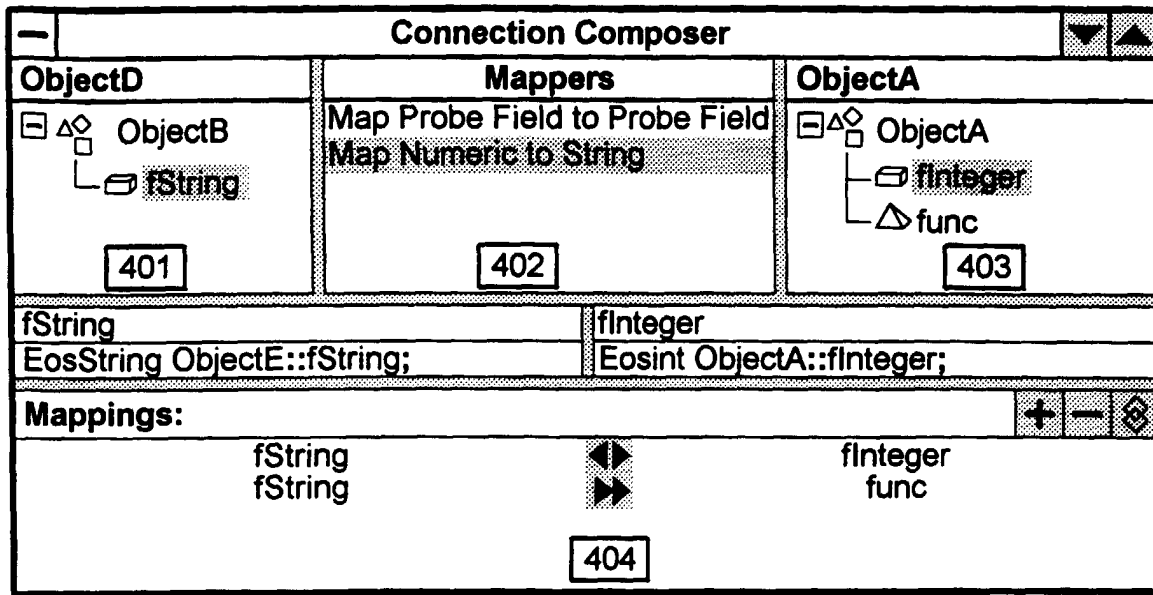 Connection Composer
ObjectD
Mappers
ObjectA
ObjectB
fString
Map Probe Field to Probe Field
Map Numeric to String
ObjectA
fInteger
func
401
402
403
fString
fInteger
EosString ObjectE::fString;
Eosint ObjectA::fInteger;
Mappings:
fString fInteger
fString func
404